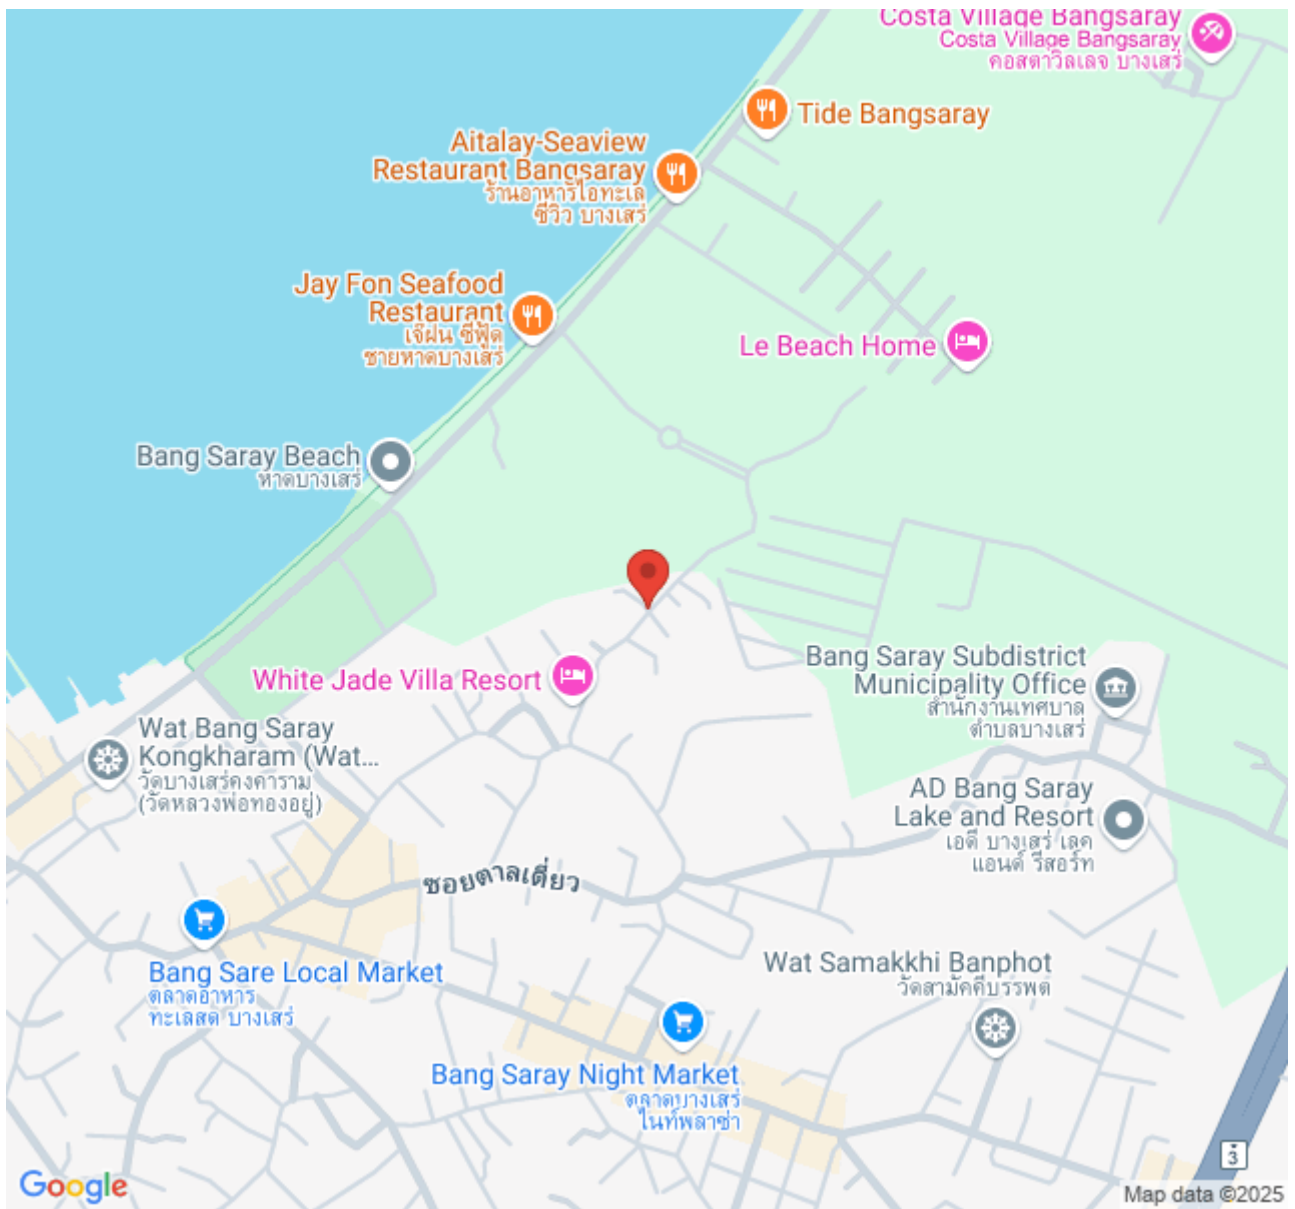 Costa Village Bangsaray
Costa Village Bangsaray
คอสต้าวิลเลจ บางเสร่
Tide Bangsaray
Aitalay-Seaview
Restaurant Bangsaray
ร้านอาหารไอทะเล
ซีวิว บางเสร่
Jay Fon Seafood
Restaurant
เจ๊ฝน ซีฟู้ด
ชายหาดบางเสร่
Le Beach Home
Bang Saray Beach
หาดบางเสร่
Bang Saray Subdistrict
Municipality Office
สำนักงานเทศบาล
ตำบลบางเสร่
White Jade Villa Resort
Wat Bang Saray
Kongkharam (Wat...
วัดบางเสร่คงคาราม
(วัดหลวงพ่อทองอยู่)
AD Bang Saray
Lake and Resort
เอดี บางเสร่ เลค
แอนด์ รีสอร์ท
ซอยตาลเดี่ยว
Bang Sare Local Market
ตลาดอาหาร
ทะเลสด บางเสร่
Wat Samakkhi Banphot
วัดสามัคคีบรรพต
Bang Saray Night Market
ตลาดบางเสร่
ไนท์พลาซ่า
3
Google
Map data ©2025